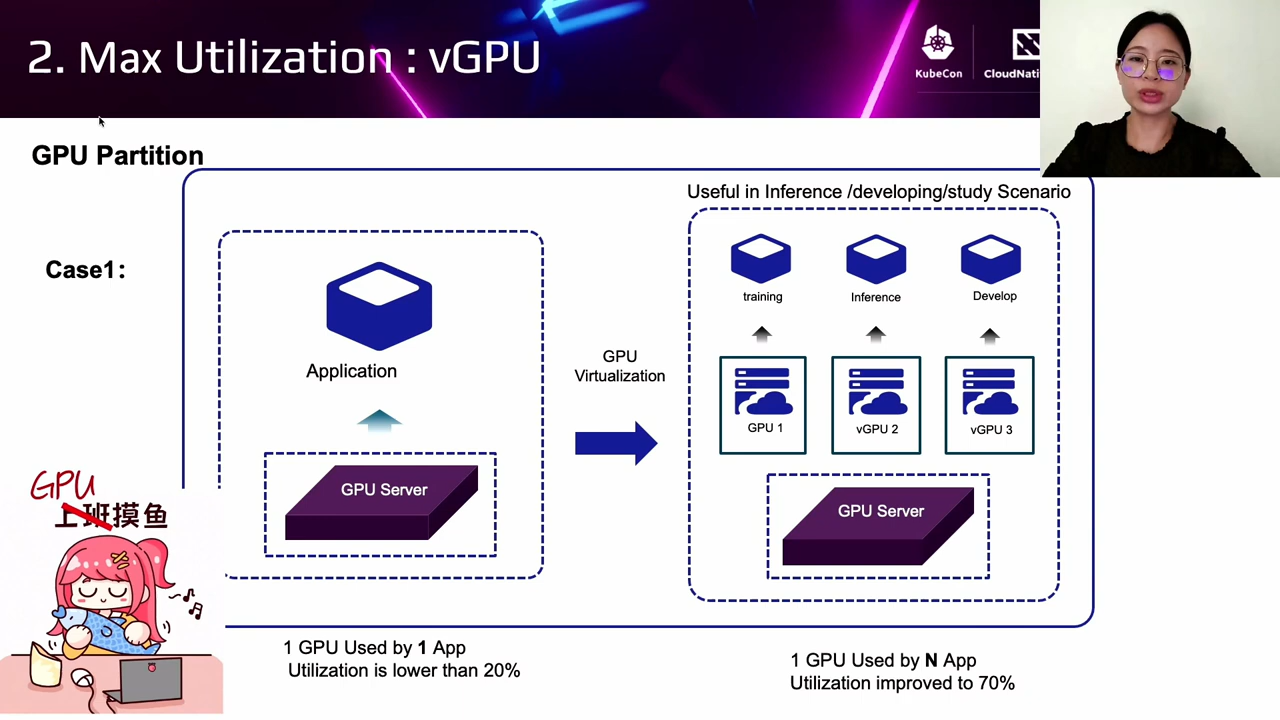 2. Max Utilization : vGPU
KubeCon
CloudNati
GPU Partition
Useful in Inference /developing/study Scenario
Case1:
training
Inference
Develop
Application
GPU
Virtualization
GPU 1
vGPU 2
vGPU 3
GPU Server
GPU Server
GPU
上班摸鱼
1 GPU Used by 1 App
Utilization is lower than 20%
1 GPU Used by N App
Utilization improved to 70%